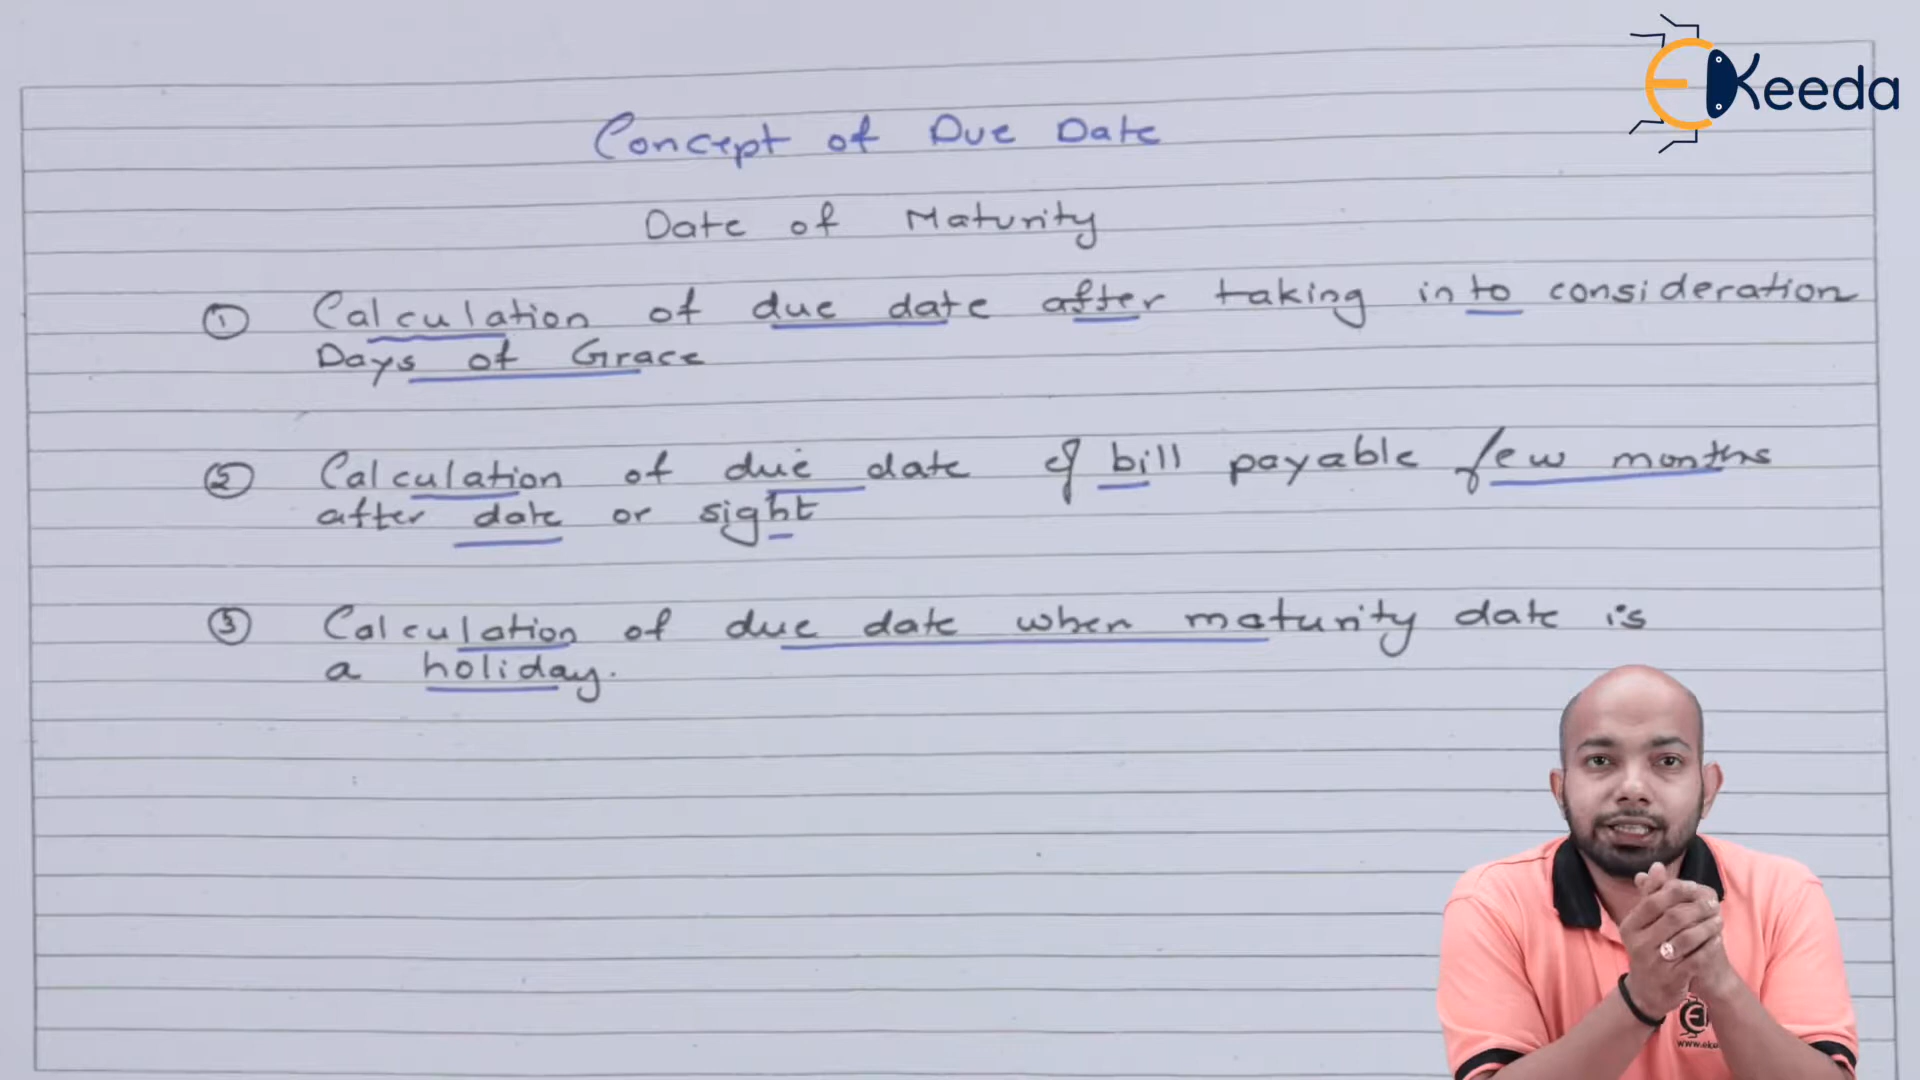 EKeeda
Concept of Due Date
Date of Maturity
① Calculation of due date after taking into consideration
Days of Grace
② Calculation of due date of bill payable few months
after date or sight
③ Calculation of due date when maturity date is
a holiday.